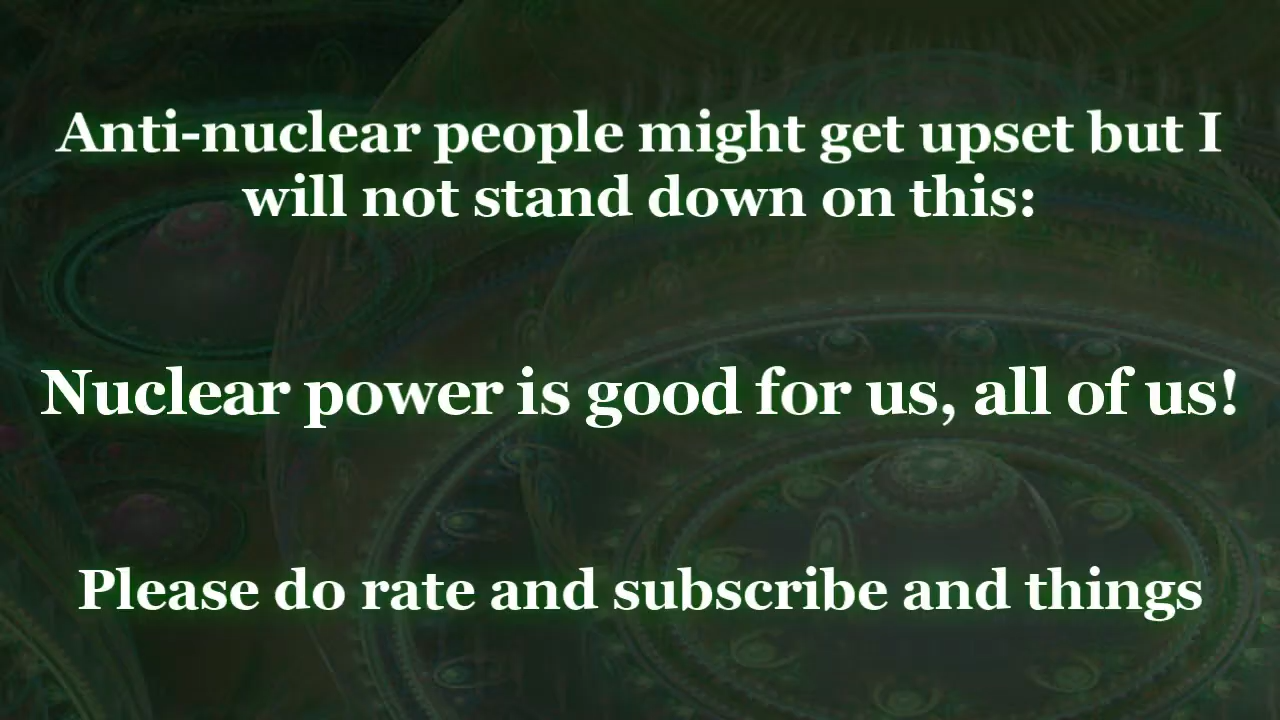 Anti-nuclear people might get upset but I
will not stand down on this:
Nuclear power is good for us, all of us!
Please do rate and subscribe and things